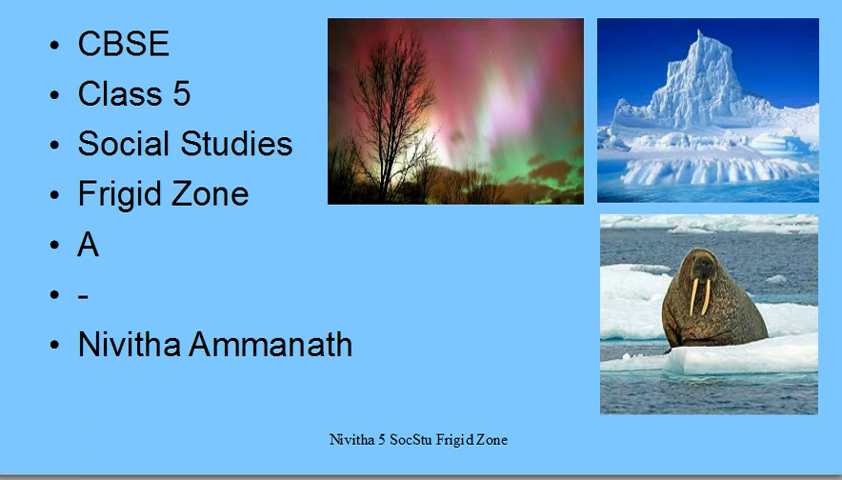 • CBSE
• Class 5
• Social Studies
• Frigid Zone
• A
• -
• Nivitha Ammanath
Nivitha 5 SocStu Frigid Zone